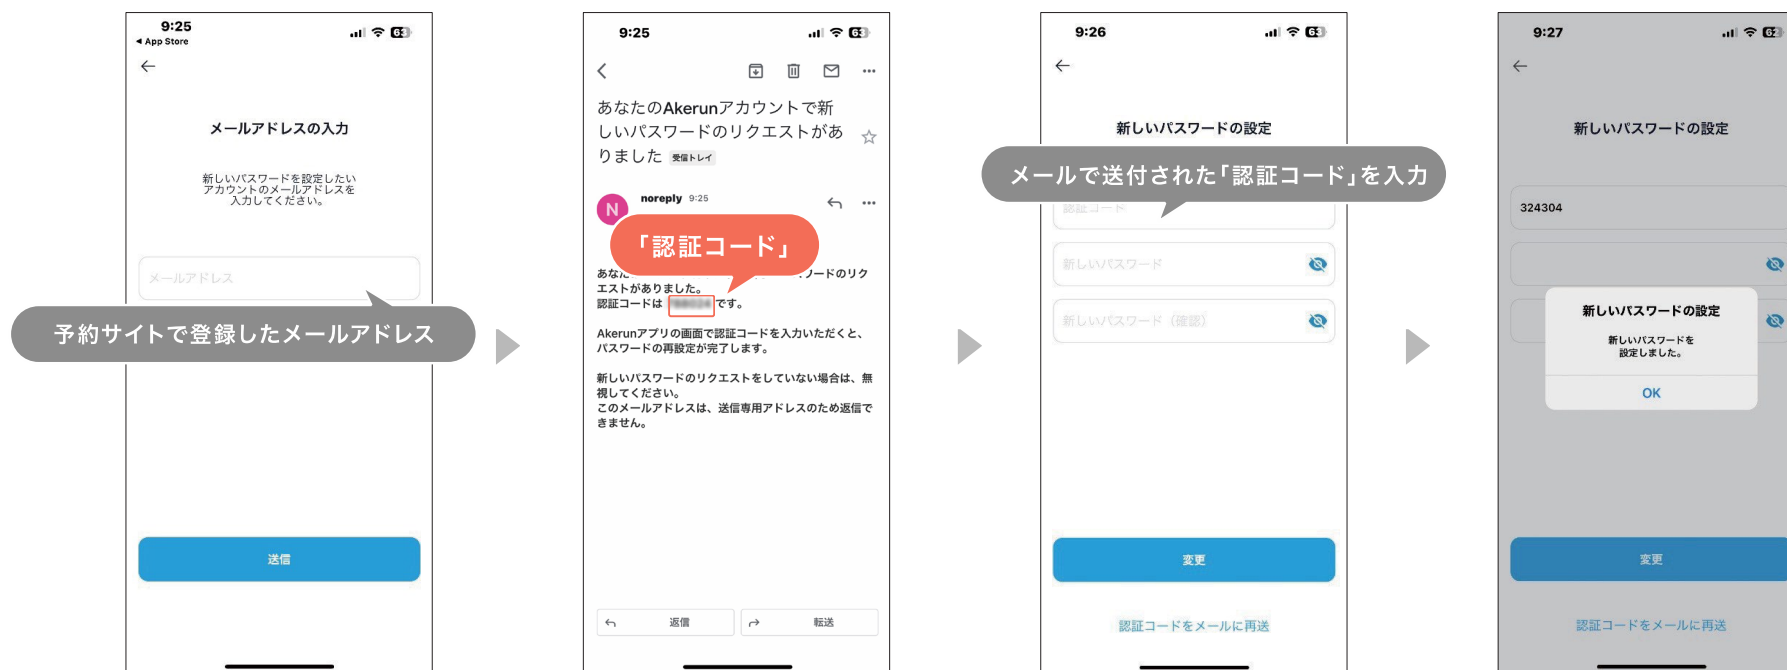 9:25
App Store
63
メールアドレスの入力
新しいパスワードを設定したい
アカウントのメールアドレスを
入力してください。
メールアドレス
予約サイトで登録したメールアドレス
送信
9:25
63
あなたのAkerunアカウントで新
しいパスワードのリクエストがあ
りました 受信トレイ
N
noreply 9:25
「認証コード」
あなた
ワードのリク
エストがありました。
認証コードは
です。
Akerunアプリの画面で認証コードを入力いただくと、
パスワードの再設定が完了します。
新しいパスワードのリクエストをしていない場合は、無
視してください。
このメールアドレスは、送信専用アドレスのため返信で
きません。
返信
転送
9:26
63
新しいパスワードの設定
メールで送付された「認証コード」を入力
認証コード
新しいパスワード
新しいパスワード（確認）
変更
認証コードをメールに再送
9:27
62
新しいパスワードの設定
324304
新しいパスワードの設定
新しいパスワードを
設定しました。
OK
変更
認証コードをメールに再送